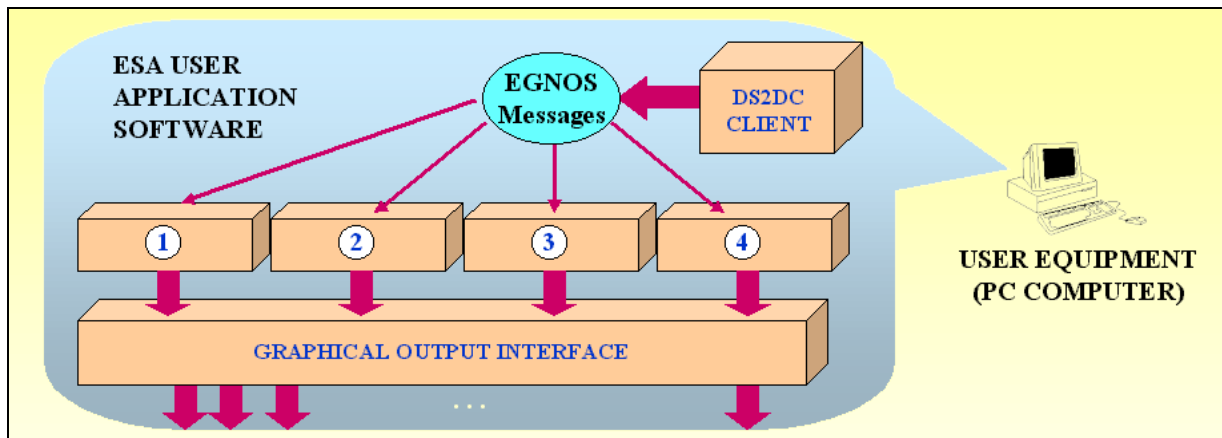 ESA USER
APPLICATION
SOFTWARE
EGNOS
Messages
DS2DC
CLIENT
1
2
3
4
USER EQUIPMENT
(PC COMPUTER)
GRAPHICAL OUTPUT INTERFACE
...